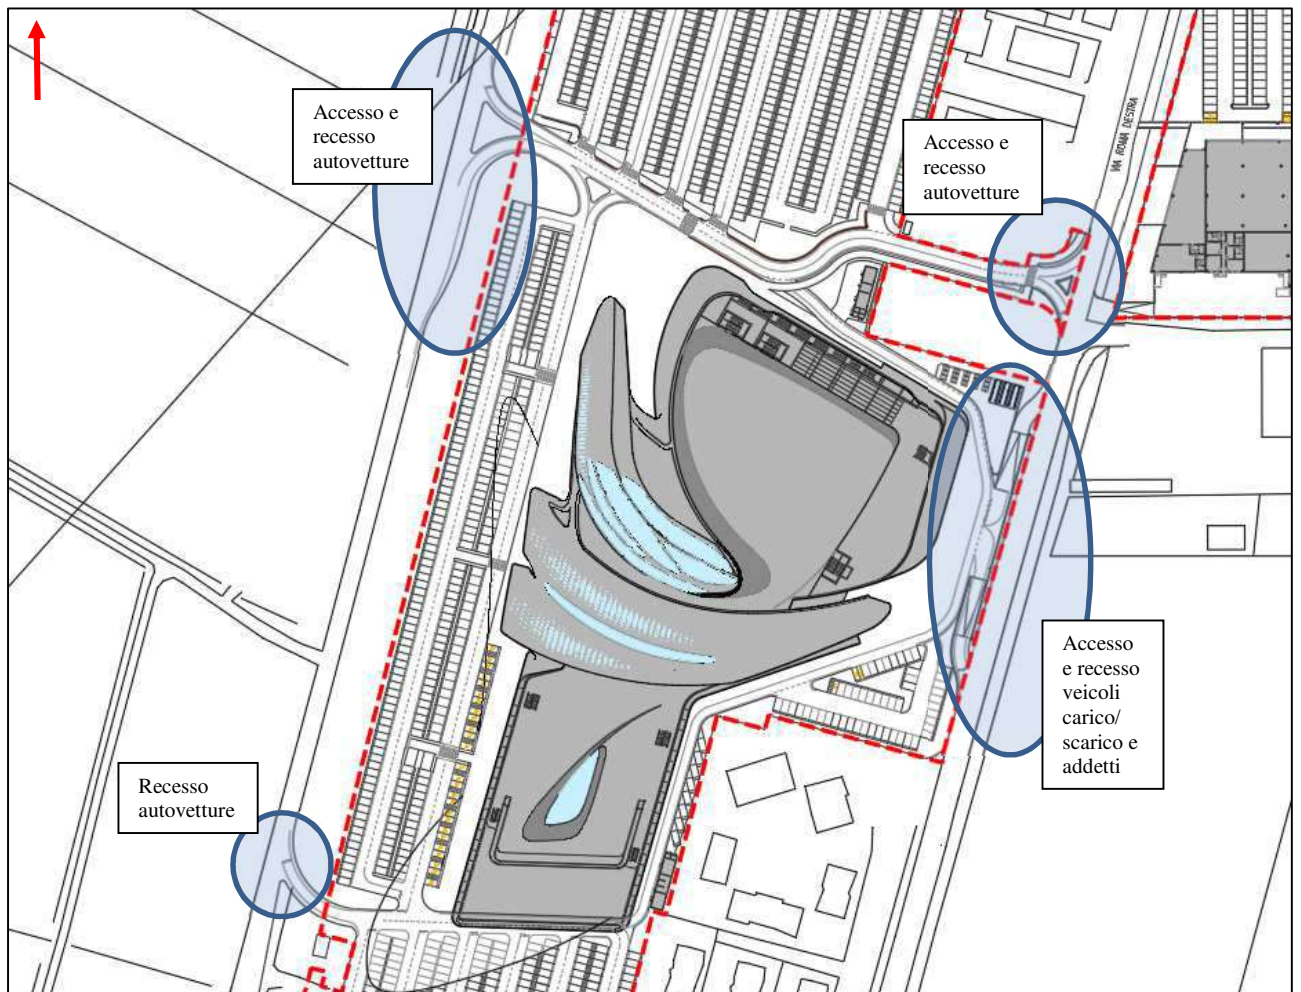 Accesso e
recesso
autovetture
Accesso e
recesso
autovetture
VIA ROMA DESTRA
Accesso
e recesso
veicoli
carico/
scarico e
addetti
Recesso
autovetture